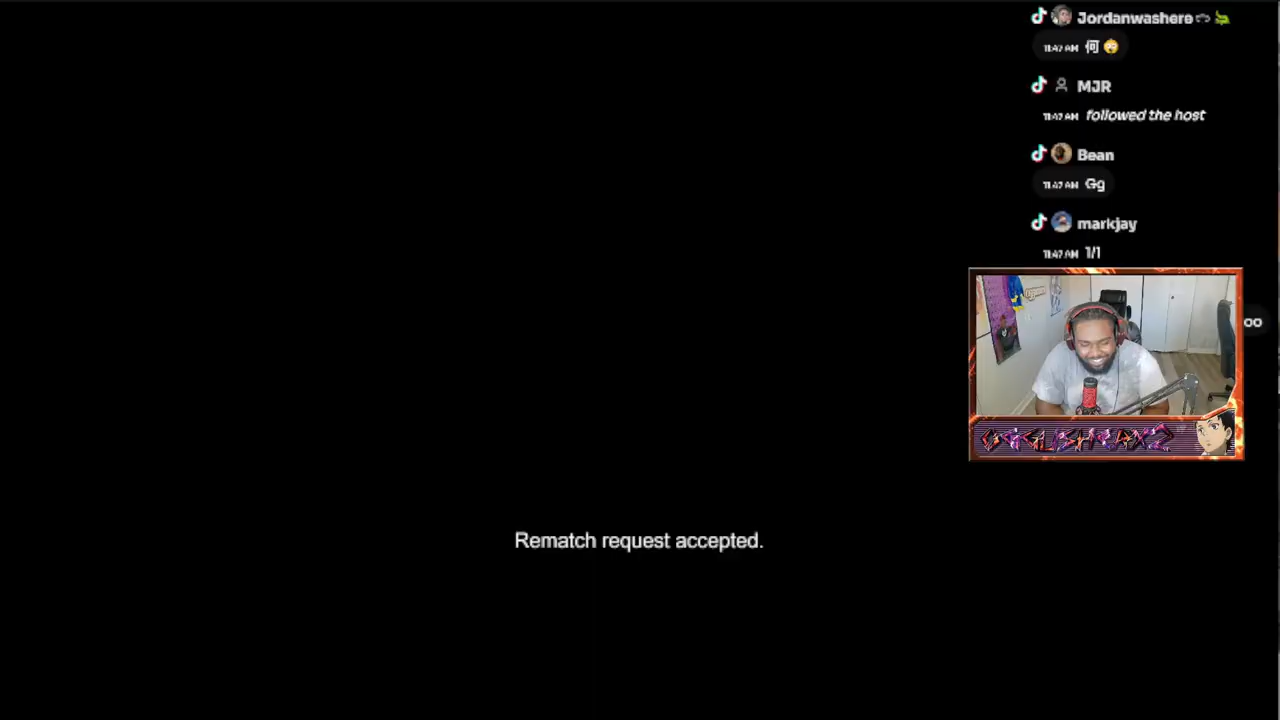 Jordanwashere
11:47 AM 何
MJR
11:47 AM followed the host
Bean
11:47 AM Gg
markjay
11:47 AM 1/1
oo
Rematch request accepted.